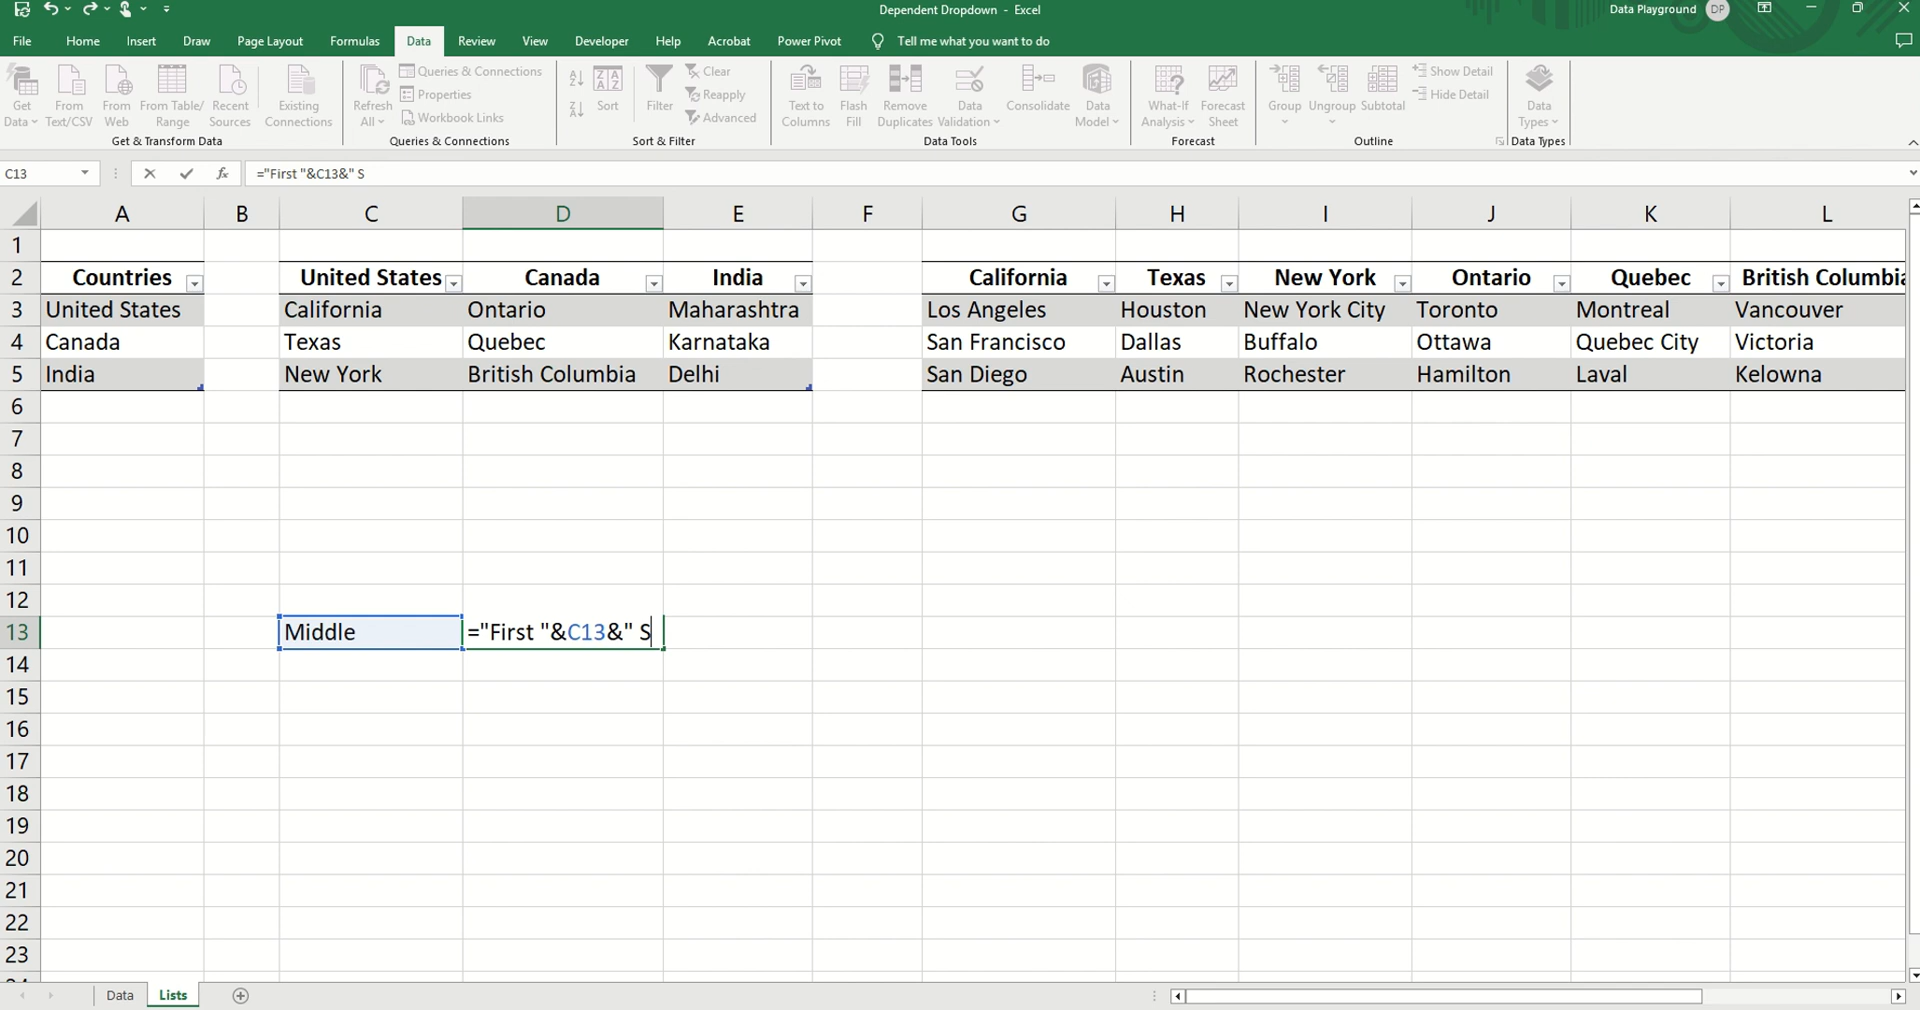 Dependent Dropdown - Excel
Data Playground DP
File Home Insert Draw Page Layout Formulas Data Review View Developer Help Acrobat Power Pivot Tell me what you want to do
Get Data
From Text/CSV
From Web
From Table/ Range
Recent Sources
Existing Connections
Get & Transform Data
Refresh All
Queries & Connections
Properties
Workbook Links
Queries & Connections
Sort
Filter
Clear
Reapply
Advanced
Sort & Filter
Text to Columns
Flash Fill
Remove Duplicates
Data Validation
Consolidate
Data Model
Data Tools
What-If Analysis
Forecast Sheet
Forecast
Group
Ungroup
Subtotal
Show Detail
Hide Detail
Outline
Data Types
Data Types
C13 fx ="First "&C13&" S
A B C D E F G H I J K L
1
2 Countries United States Canada India California Texas New York Ontario Quebec British Columbia
3 United States California Ontario Maharashtra Los Angeles Houston New York City Toronto Montreal Vancouver
4 Canada Texas Quebec Karnataka San Francisco Dallas Buffalo Ottawa Quebec City Victoria
5 India New York British Columbia Delhi San Diego Austin Rochester Hamilton Laval Kelowna
6
7
8
9
10
11
12
13 Middle ="First "&C13&" S
14
15
16
17
18
19
20
21
22
23
Data Lists